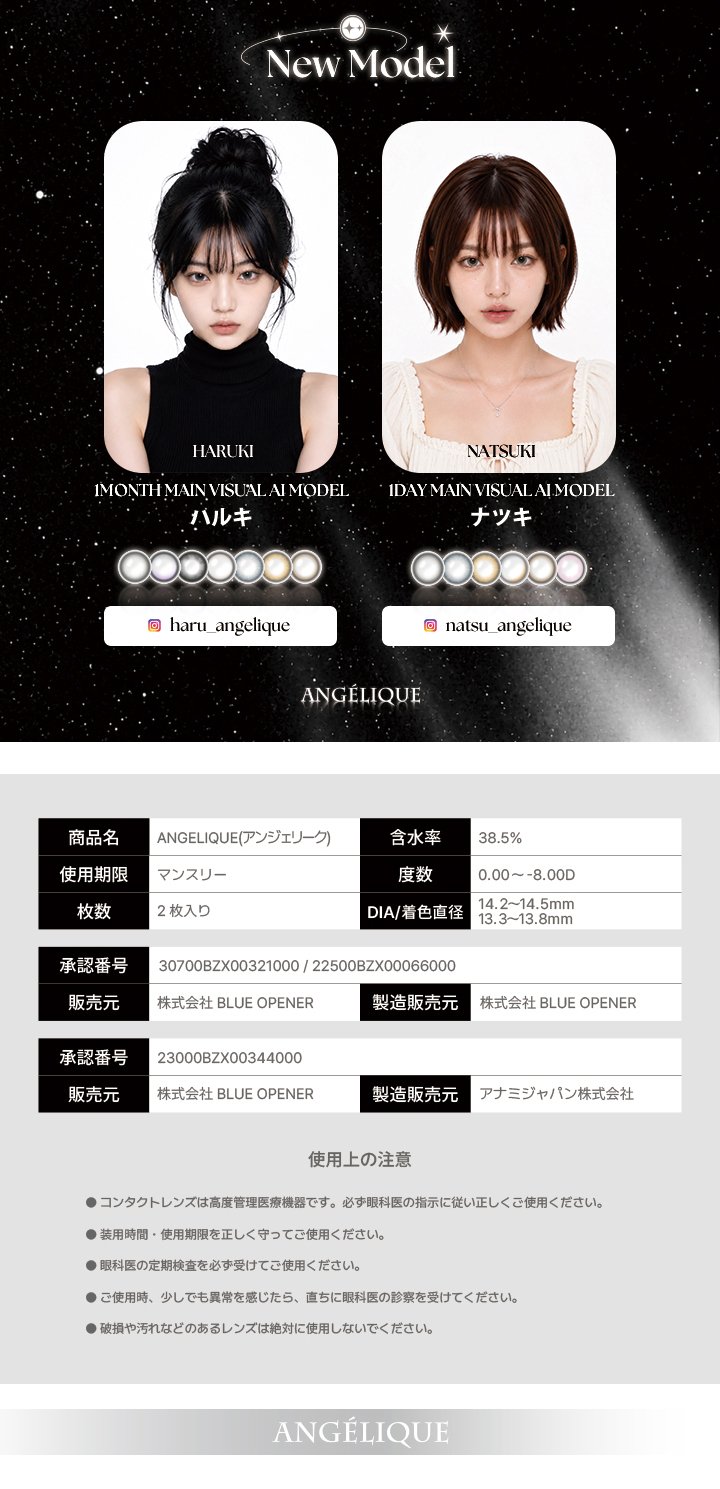 New Model
HARUKI
NATSUKI
1MONTH MAIN VISUAL AI MODEL
1DAY MAIN VISUAL AI MODEL
ハルキ
ナツキ
haru_angelique
natsu_angelique
ANGÉLIQUE
商品名 ANGELIQUE(アンジェリーク) 含水率 38.5%
使用期限 マンスリー 度数 0.00～-8.00D
枚数 2枚入り DIA/着色直径 14.2~14.5mm
13.3~13.8mm
承認番号 30700BZX00321000 / 22500BZX00066000
販売元 株式会社 BLUE OPENER 製造販売元 株式会社 BLUE OPENER
承認番号 23000BZX00344000
販売元 株式会社 BLUE OPENER 製造販売元 アナミジャパン株式会社
使用上の注意
● コンタクトレンズは高度管理医療機器です。必ず眼科医の指示に従い正しくご使用ください。
● 装用時間・使用期限を正しく守ってご使用ください。
● 眼科医の定期検査を必ず受けてご使用ください。
● ご使用時、少しでも異常を感じたら、直ちに眼科医の診察を受けてください。
● 破損や汚れなどのあるレンズは絶対に使用しないでください。
ANGÉLIQUE